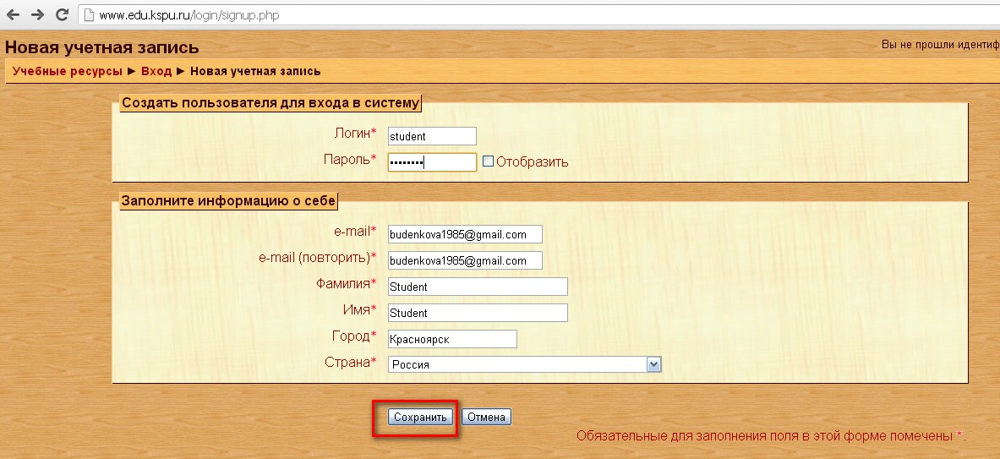 www.edu.kspu.ru/login/signup.php
Новая учетная запись
Вы не прошли идентиф
Учебные ресурсы ► Вход ► Новая учетная запись
Создать пользователя для входа в систему
Логин* student
Пароль* •••••••• Отобразить
Заполните информацию о себе
e-mail* budenkova1985@gmail.com
e-mail (повторить)* budenkova1985@gmail.com
Фамилия* Student
Имя* Student
Город* Красноярск
Страна* Россия
Сохранить Отмена
Обязательные для заполнения поля в этой форме помечены *.